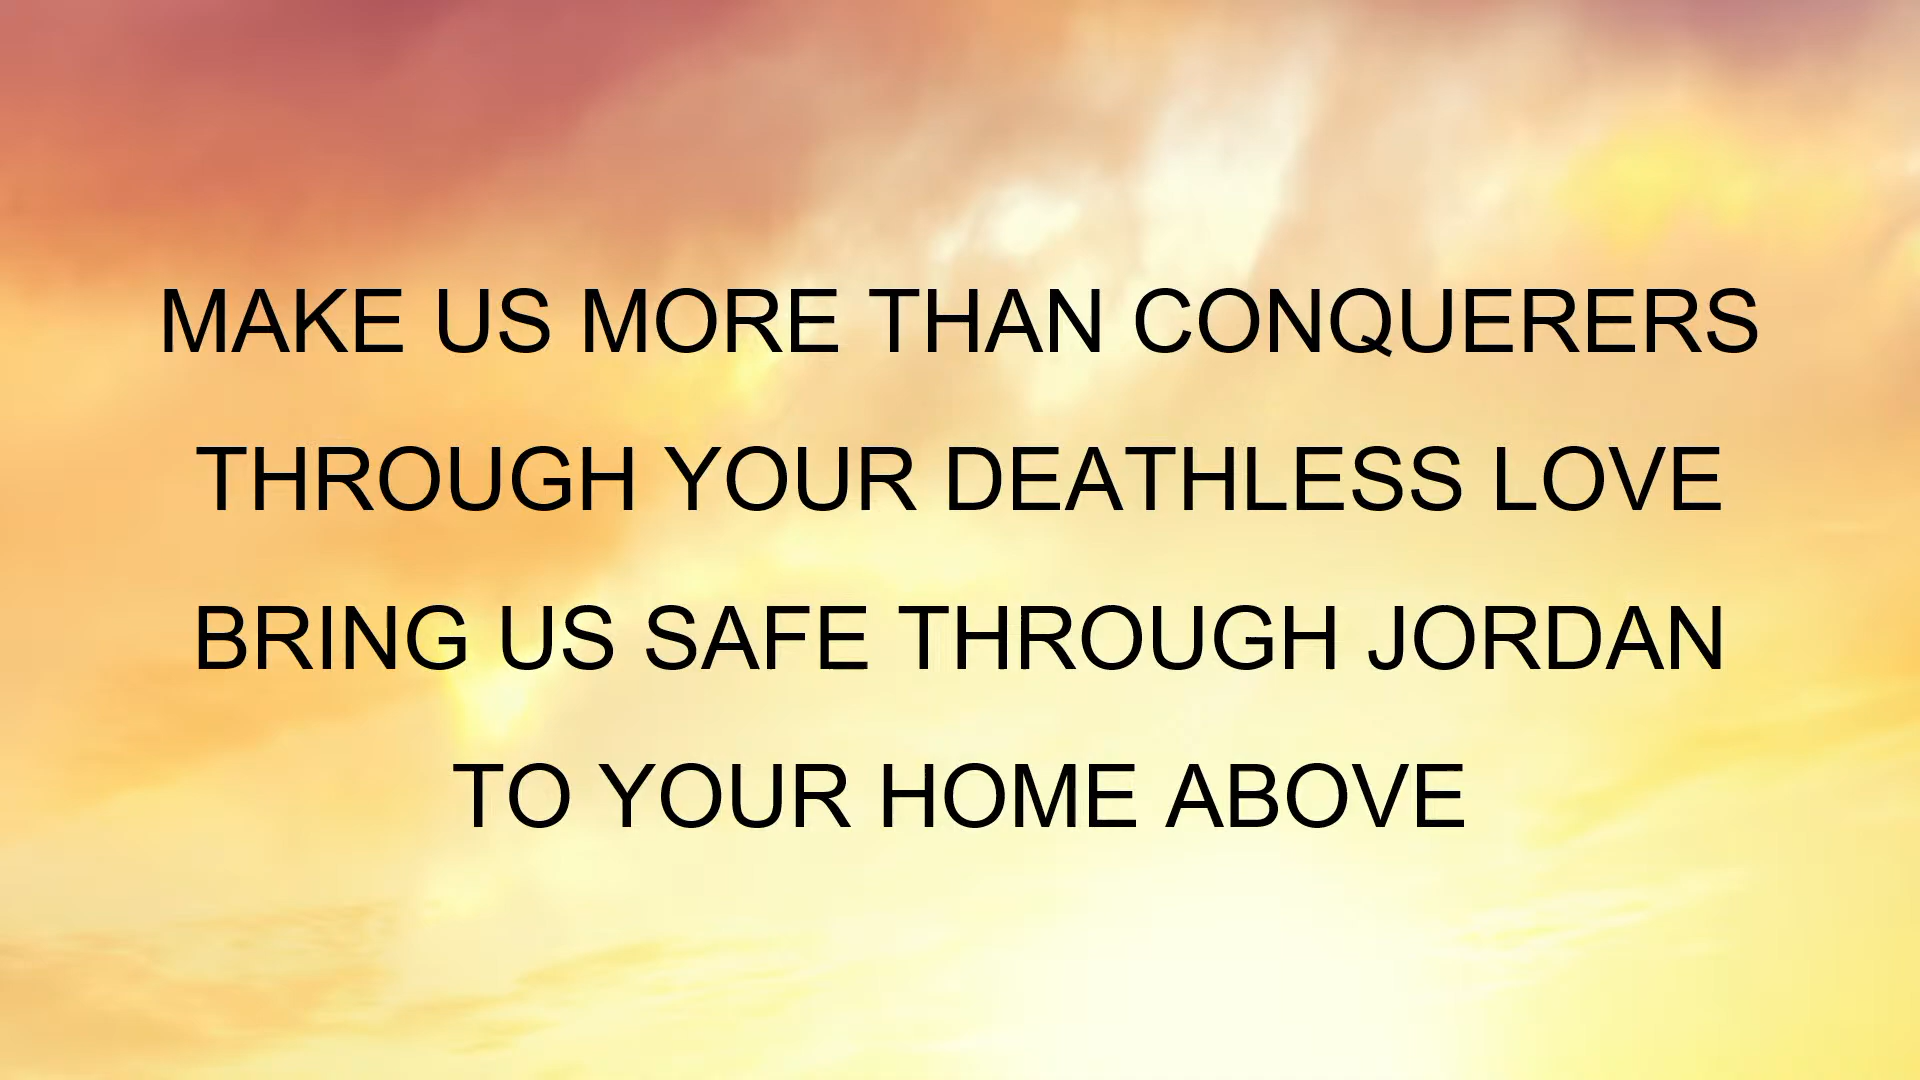 MAKE US MORE THAN CONQUERERS
THROUGH YOUR DEATHLESS LOVE
BRING US SAFE THROUGH JORDAN
TO YOUR HOME ABOVE